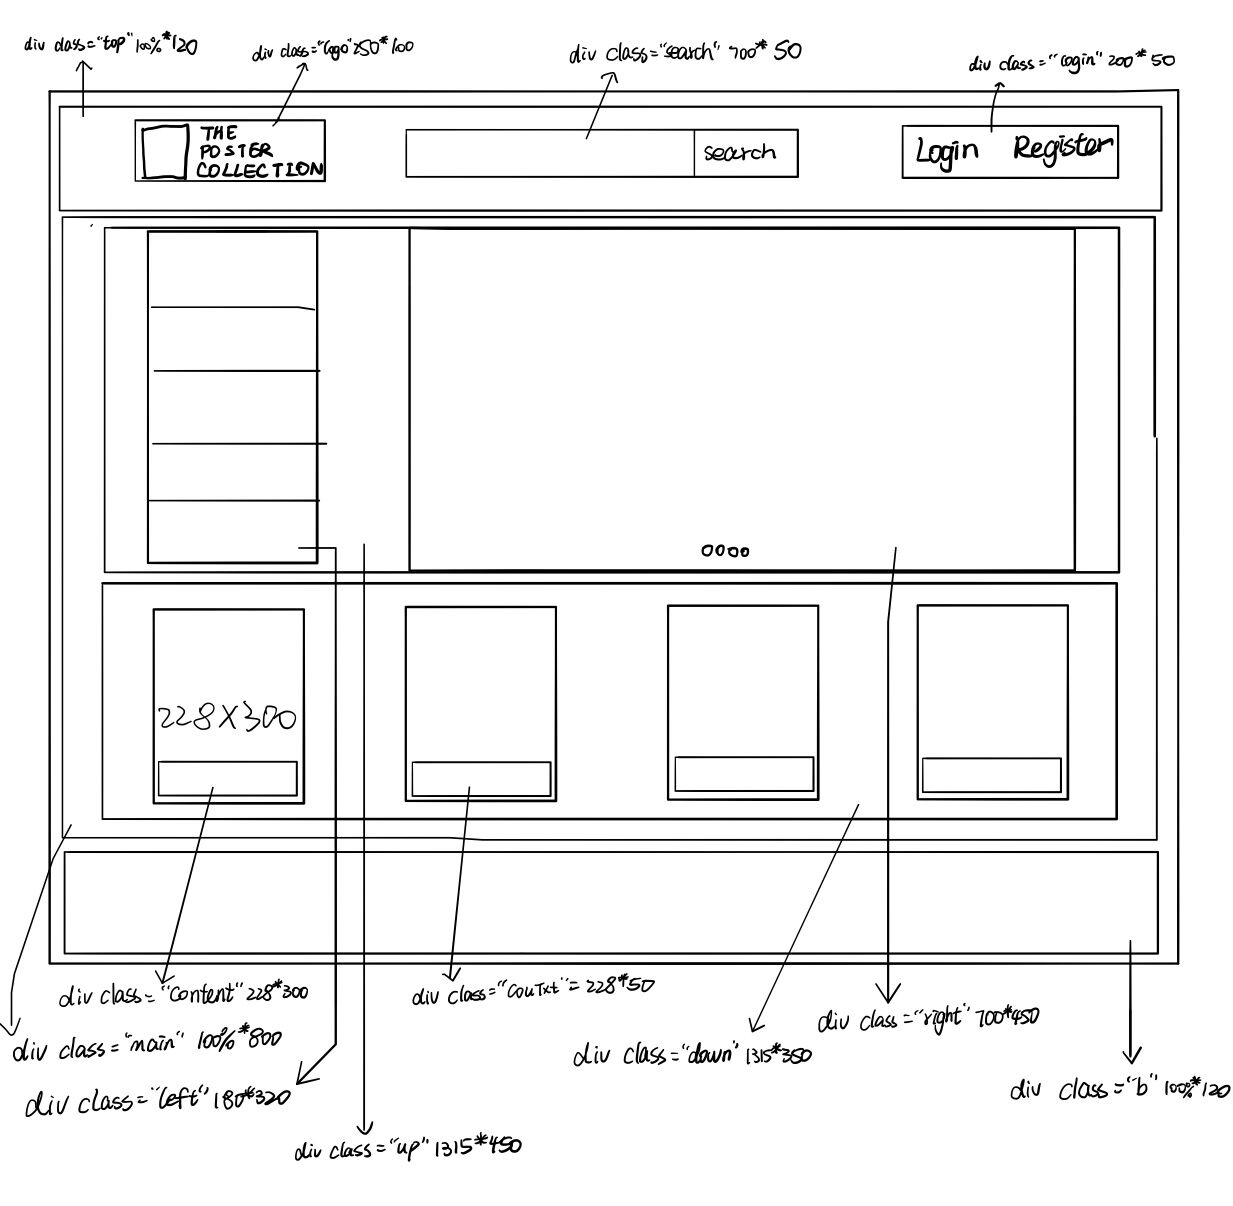 div class="top" 100%*120
div class="logo" 250*100
div class="search" 700*50
div class="login" 200*50
THE
POSTER
COLLECTION
search
Login Register
228X300
div class="content" 228*300
div class="couTxt"=228*50
div class="right" 700*450
div class="main" 100%*800
div class="down" 1315*350
div class="left" 180*320
div class="b" 100%*120
div class="up" 1315*450